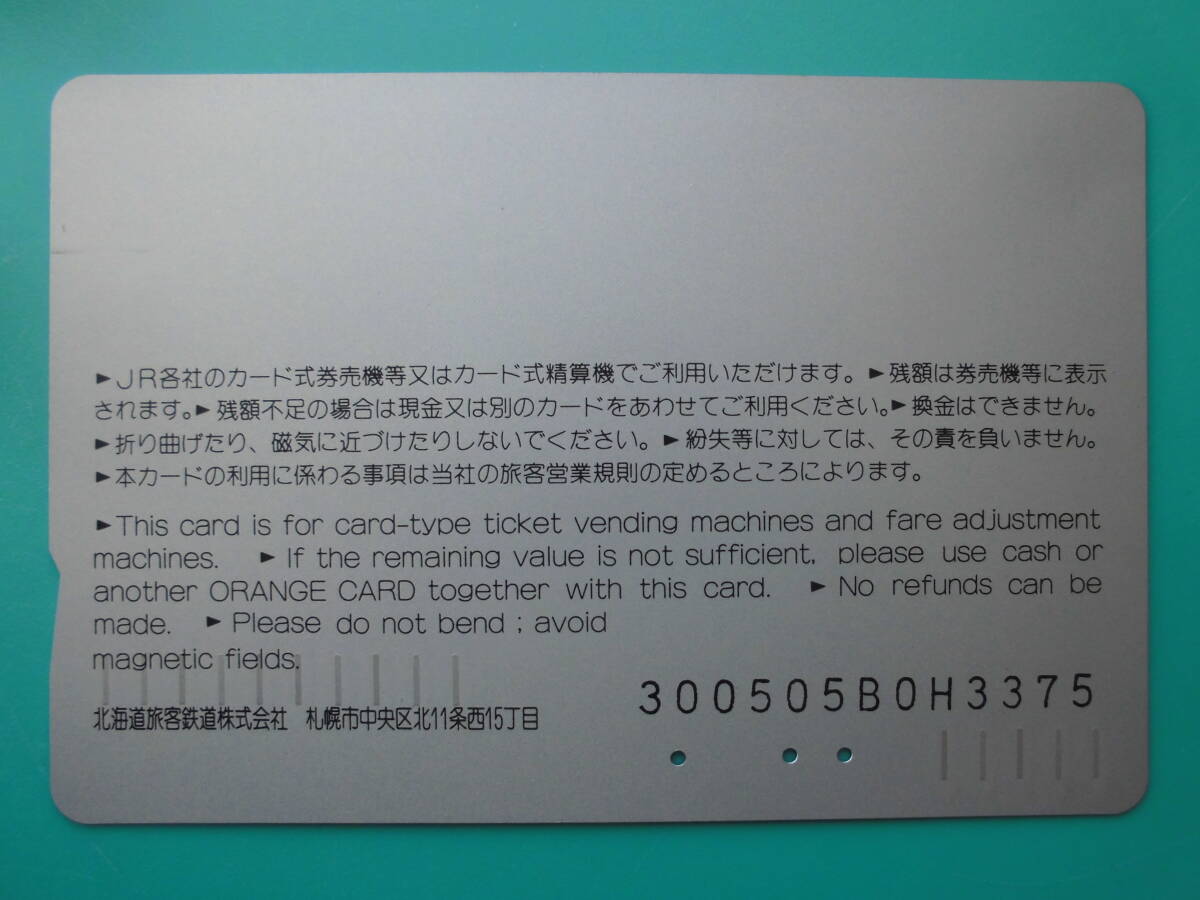 ►JR各社のカード式券売機等又はカード式精算機でご利用いただけます。►残額は券売機等に表示
されます。►残額不足の場合は現金又は別のカードをあわせてご利用ください。►換金はできません。
►折り曲げたり、磁気に近づけたりしないでください。►紛失等に対しては、その責を負いません。
►本カードの利用に係わる事項は当社の旅客営業規則の定めるところによります。
►This card is for card-type ticket vending machines and fare adjustment
machines. ►If the remaining value is not sufficient, please use cash or
another ORANGE CARD together with this card. ►No refunds can be
made. ►Please do not bend; avoid
magnetic fields.
300505B0H3375
北海道旅客鉄道株式会社 札幌市中央区北11条西15丁目